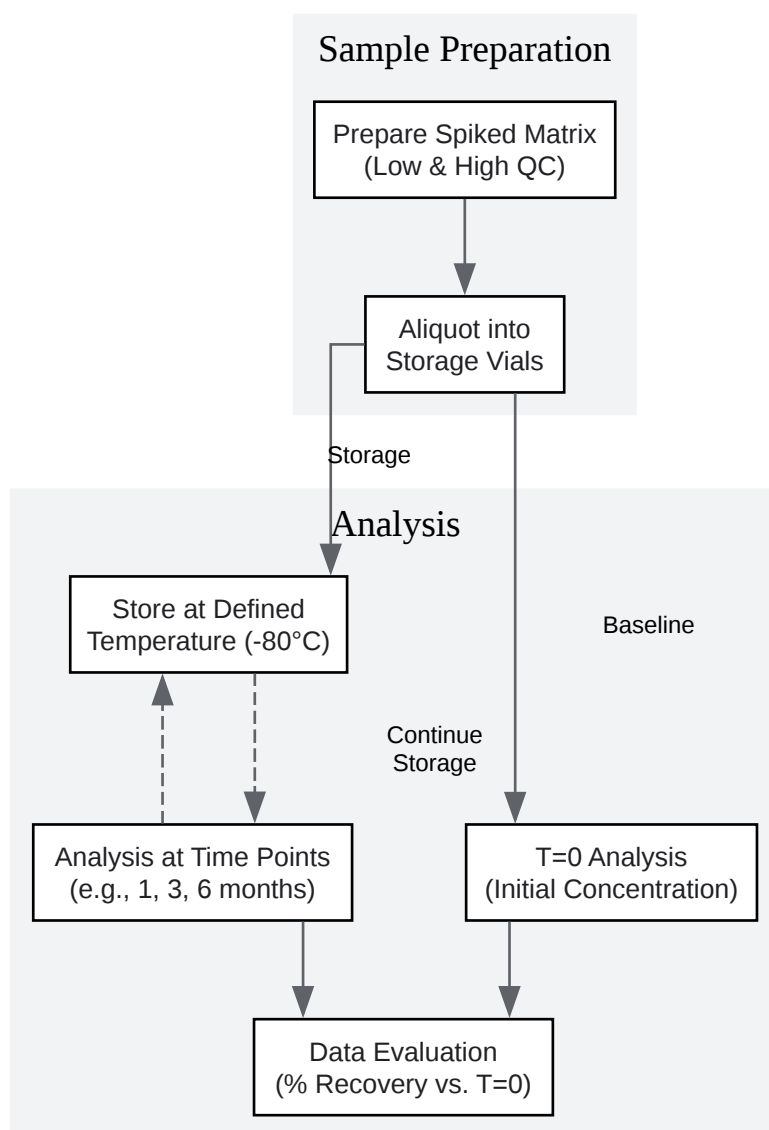 Sample Preparation
Prepare Spiked Matrix
(Low & High QC)
Aliquot into
Storage Vials
Storage
Analysis
Store at Defined
Temperature (-80°C)
Baseline
Continue
Storage
Analysis at Time Points
(e.g., 1, 3, 6 months)
T=0 Analysis
(Initial Concentration)
Data Evaluation
(% Recovery vs. T=0)